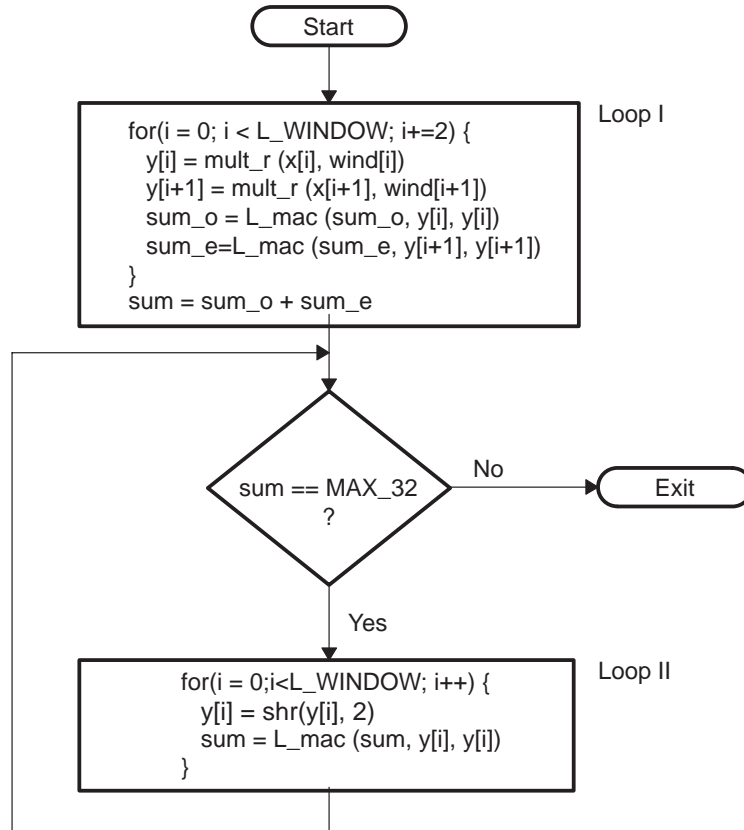 Start
Loop I
for(i = 0; i < L_WINDOW; i+=2) {
y[i] = mult_r (x[i], wind[i])
y[i+1] = mult_r (x[i+1], wind[i+1])
sum_o = L_mac (sum_o, y[i], y[i])
sum_e=L_mac (sum_e, y[i+1], y[i+1])
}
sum = sum_o + sum_e
sum == MAX_32
?
No
Exit
Yes
Loop II
for(i = 0;i<L_WINDOW; i++) {
y[i] = shr(y[i], 2)
sum = L_mac (sum, y[i], y[i])
}